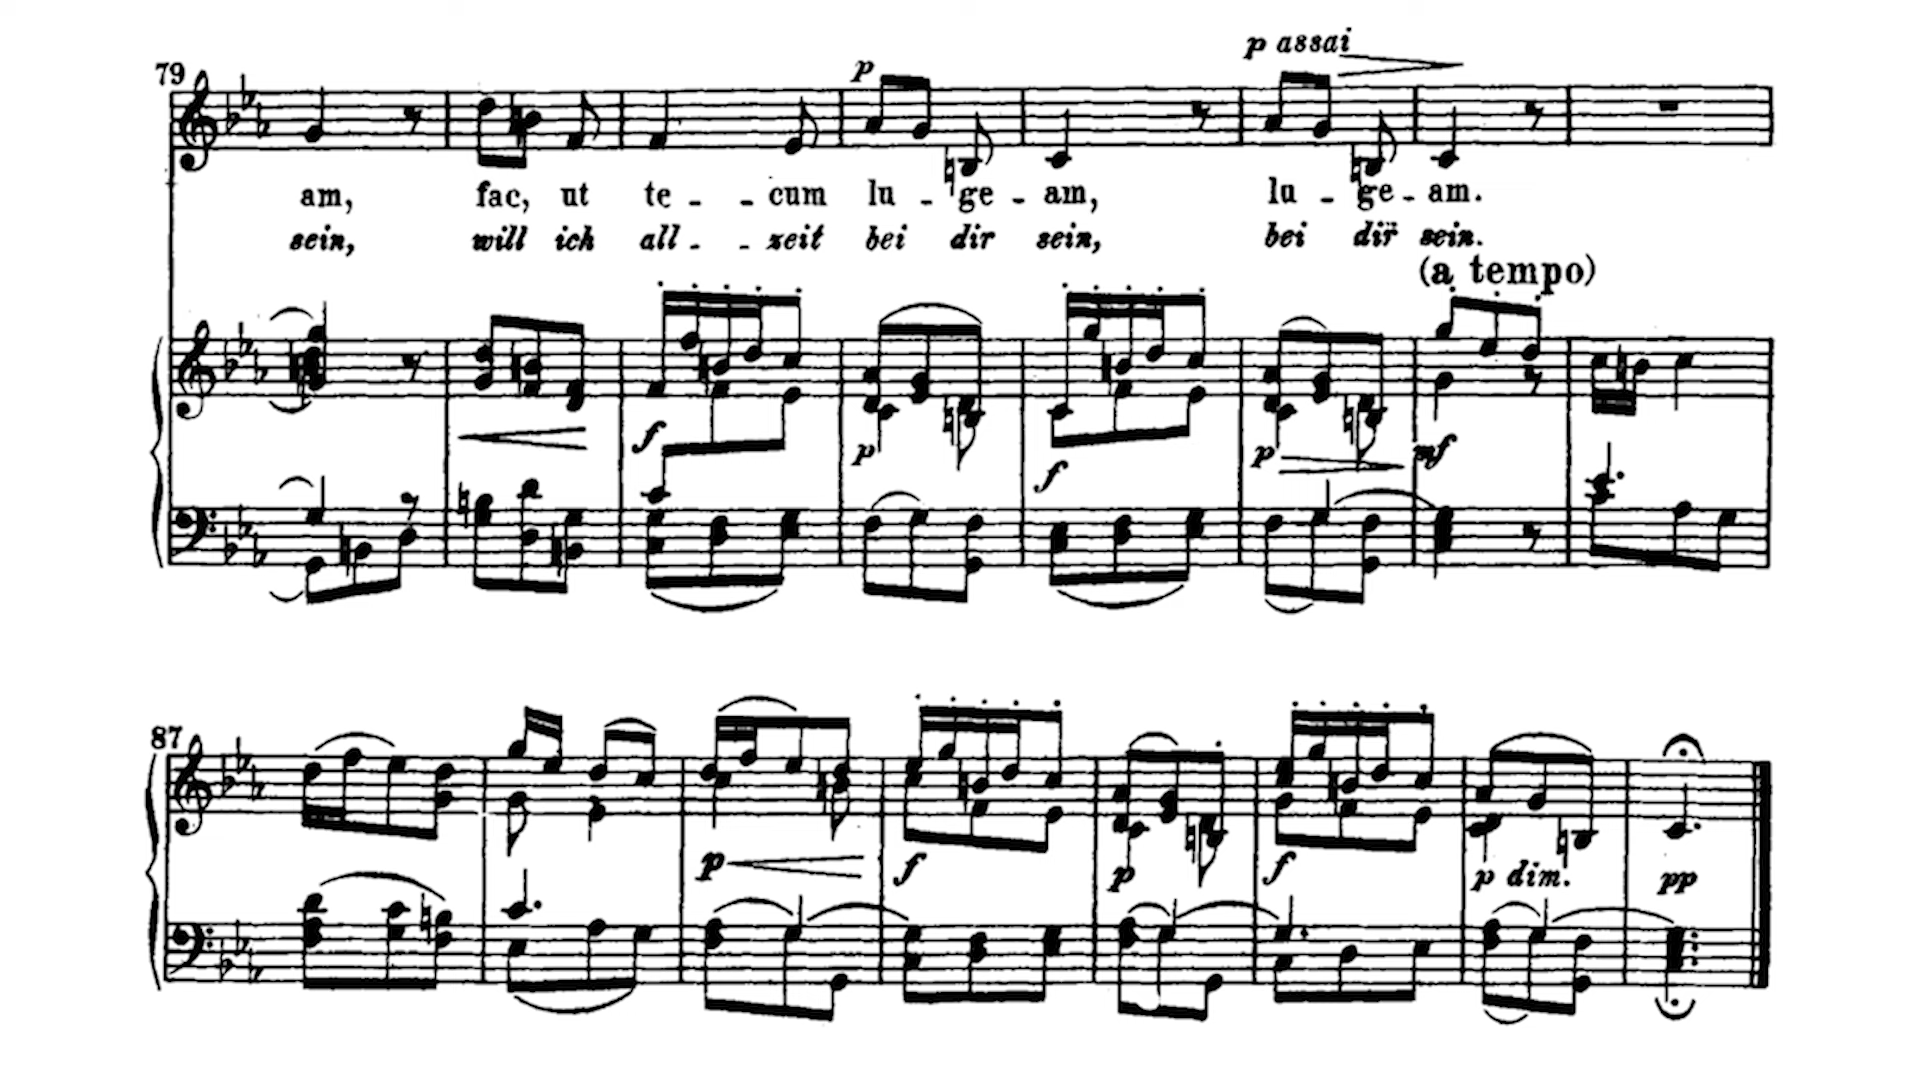 79
p
p assai
am, fac, ut te - - cum lu - ge - am, lu - ge - am.
sein, will ich all - - zeit bei dir sein, bei dir sein.
(a tempo)
f p f p mf
87
p f p f p dim. pp